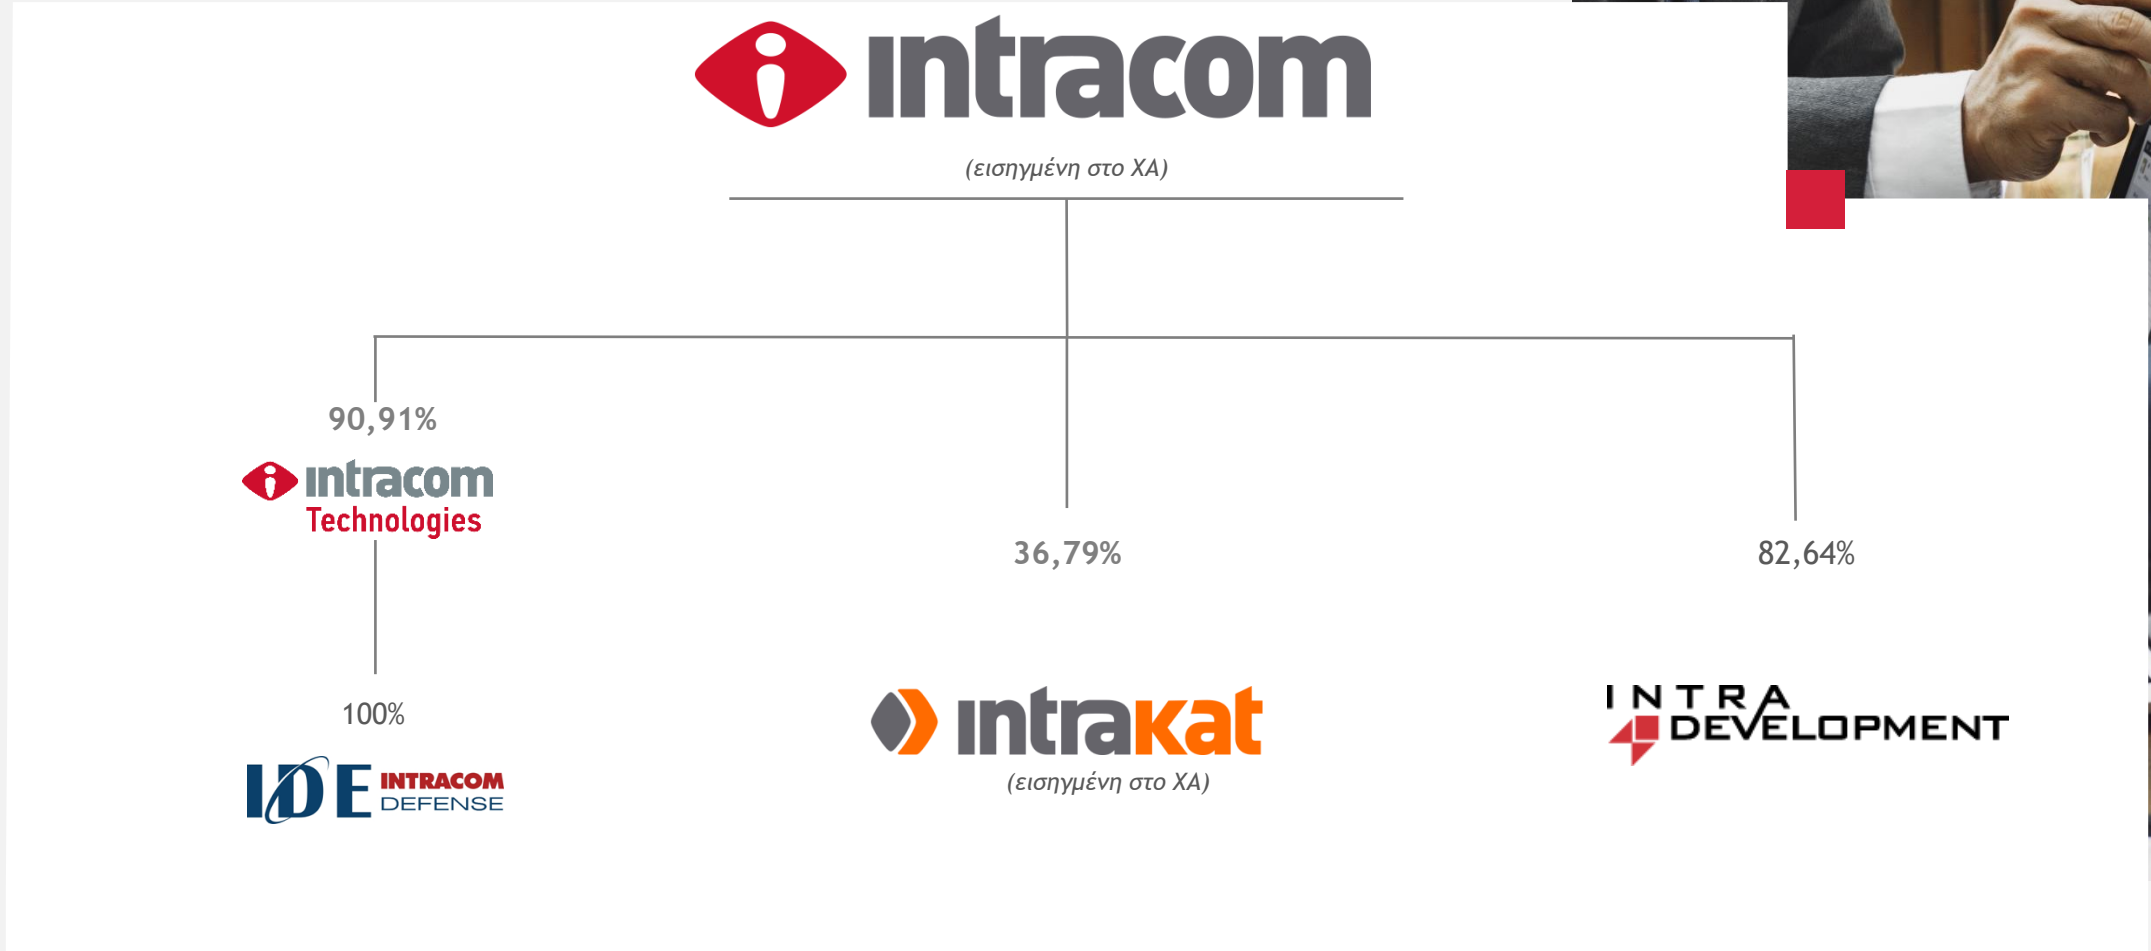 intracom
(εισηγμένη στο ΧΑ)
90,91%
intracom
Technologies
36,79%
82,64%
100%
intrakat
(εισηγμένη στο ΧΑ)
INTRA
DEVELOPMENT
IDE INTRACOM
DEFENSE